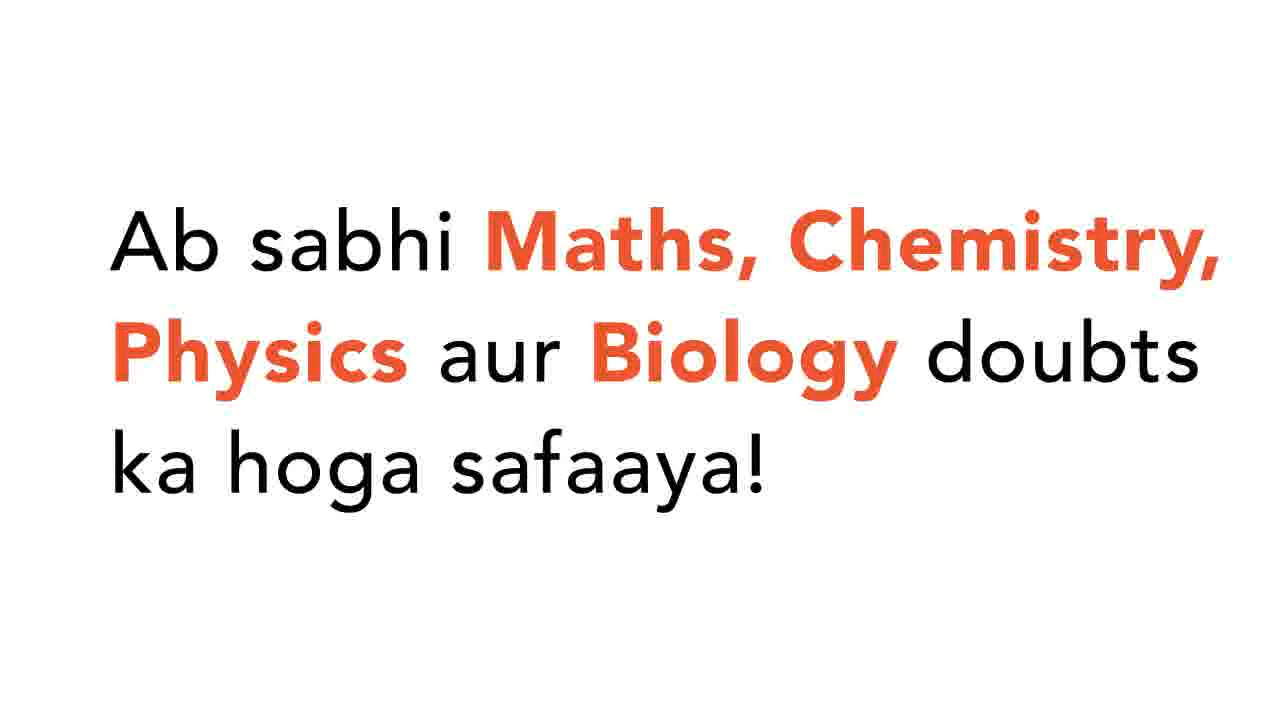 Ab sabhi Maths, Chemistry,
Physics aur Biology doubts
ka hoga safaaya!